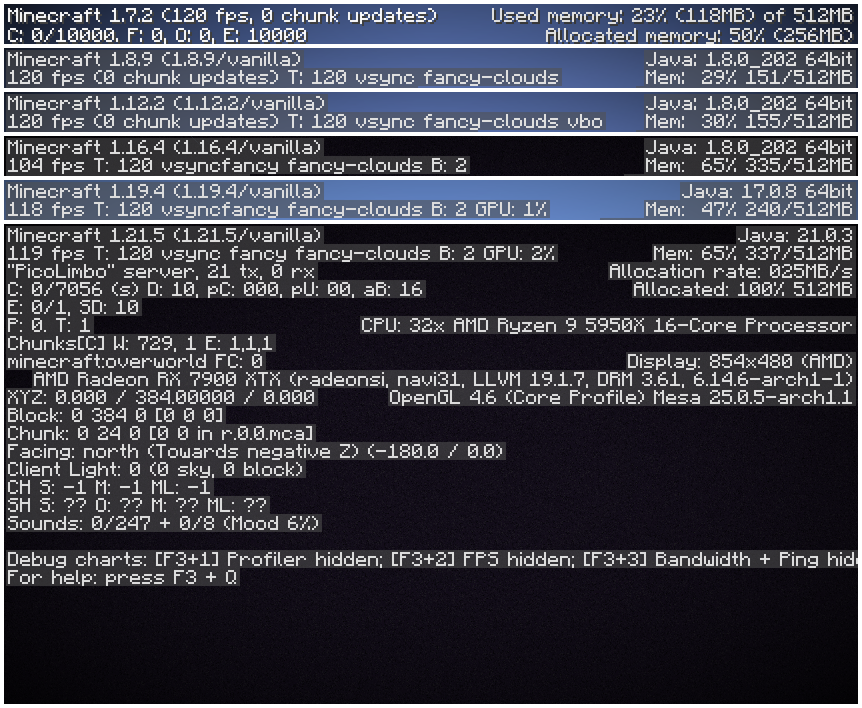 Minecraft 1.7.2 (120 fps, 0 chunk updates) Used memory: 23% (118MB) of 512MB
C: 0/10000. F: 0, O: 0, E: 10000 Allocated memory: 50% (256MB)
Minecraft 1.8.9 (1.8.9/vanilla) Java: 1.8.0_202 64bit
120 fps (0 chunk updates) T: 120 vsync fancy-clouds Mem: 29% 151/512MB
Minecraft 1.12.2 (1.12.2/vanilla) Java: 1.8.0_202 64bit
120 fps (0 chunk updates) T: 120 vsync fancy-clouds vbo Mem: 30% 155/512MB
Minecraft 1.16.4 (1.16.4/vanilla) Java: 1.8.0_202 64bit
104 fps T: 120 vsyncfancy fancy-clouds B: 2 Mem: 65% 335/512MB
Minecraft 1.19.4 (1.19.4/vanilla) Java: 17.0.8 64bit
118 fps T: 120 vsyncfancy fancy-clouds B: 2 GPU: 1% Mem: 47% 240/512MB
Minecraft 1.21.5 (1.21.5/vanilla) Java: 21.0.3
119 fps T: 120 vsync fancy fancy-clouds B: 2 GPU: 2% Mem: 65% 337/512MB
"PicoLimbo" server, 21 tx, 0 rx Allocation rate: 025MB/s
C: 0/7056 (s) D: 10, pC: 000, pU: 00, aB: 16 Allocated: 100% 512MB
E: 0/1, SD: 10
P: 0. T: 1 CPU: 32x AMD Ryzen 9 5950X 16-Core Processor
Chunks[C] W: 729, 1 E: 1,1,1
minecraft:overworld FC: 0 Display: 854x480 (AMD)
AMD Radeon RX 7900 XTX (radeonsi, navi31, LLVM 19.1.7, DRM 3.61, 6.14.6-arch1-1)
XYZ: 0.000 / 384.00000 / 0.000 OpenGL 4.6 (Core Profile) Mesa 25.0.5-arch1.1
Block: 0 384 0 [0 0 0]
Chunk: 0 24 0 [0 0 in r.0.0.mca]
Facing: north (Towards negative Z) (-180.0 / 0.0)
Client Light: 0 (0 sky, 0 block)
CH S: -1 M: -1 ML: -1
SH S: ?? O: ?? M: ?? ML: ??
Sounds: 0/247 + 0/8 (Mood 6%)
Debug charts: [F3+1] Profiler hidden; [F3+2] FPS hidden; [F3+3] Bandwidth + Ping hid
For help: press F3 + Q